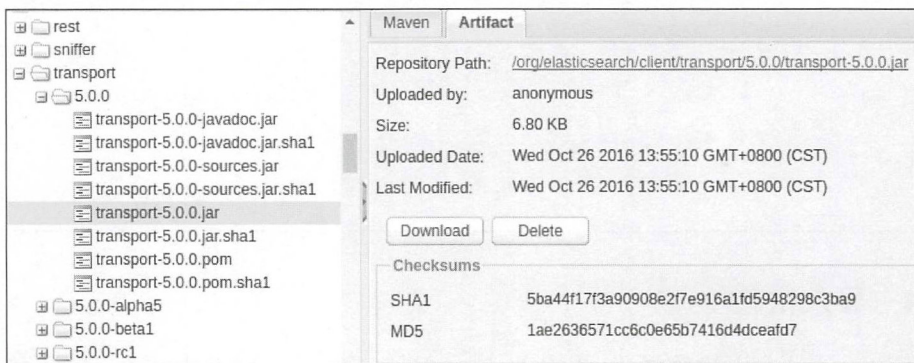 rest
sniffer
transport
5.0.0
transport-5.0.0-javadoc.jar
transport-5.0.0-javadoc.jar.sha1
transport-5.0.0-sources.jar
transport-5.0.0-sources.jar.sha1
transport-5.0.0.jar
transport-5.0.0.jar.sha1
transport-5.0.0.pom
transport-5.0.0.pom.sha1
5.0.0-alpha5
5.0.0-beta1
5.0.0-rc1
Maven Artifact
Repository Path: /org/elasticsearch/client/transport/5.0.0/transport-5.0.0.jar
Uploaded by: anonymous
Size: 6.80 KB
Uploaded Date: Wed Oct 26 2016 13:55:10 GMT+0800 (CST)
Last Modified: Wed Oct 26 2016 13:55:10 GMT+0800 (CST)
Download Delete
Checksums
SHA1 5ba44f17f3a90908e2f7e916a1fd5948298c3ba9
MD5 1ae2636571cc6c0e65b7416d4dceafd7